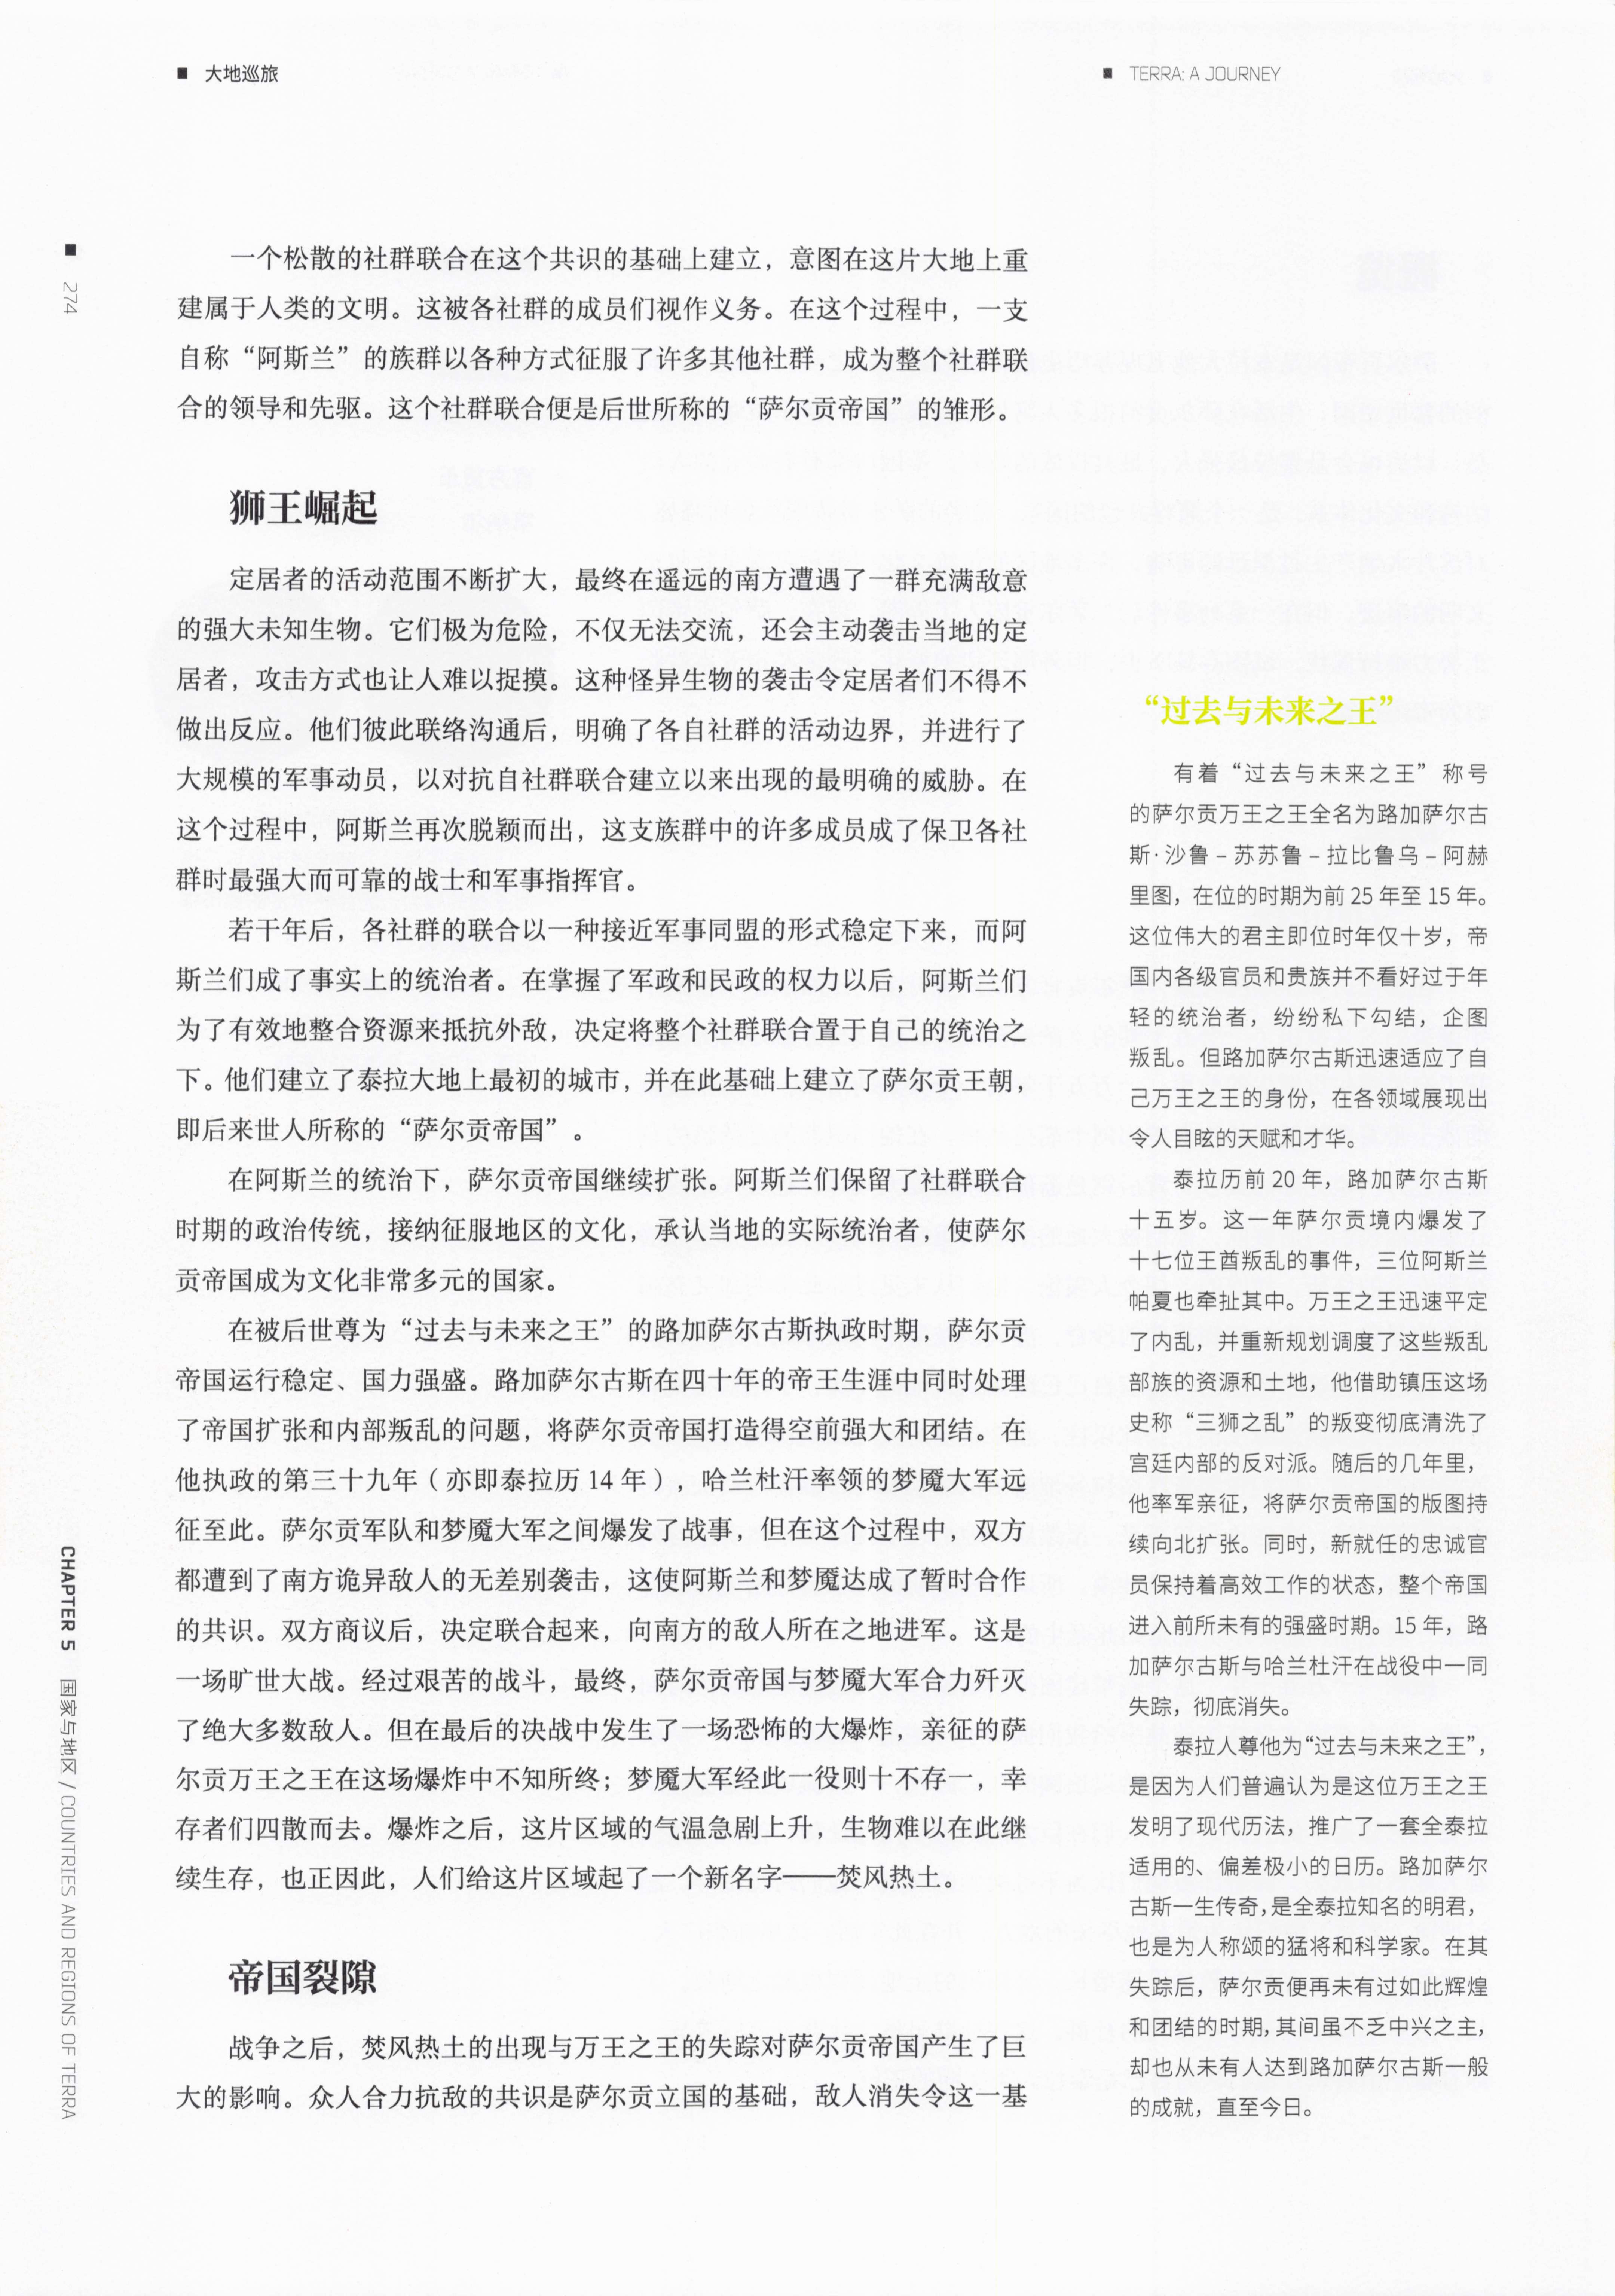 大地巡旅
TERRA: A JOURNEY
274
一个松散的社群联合在这个共识的基础上建立，意图在这片大地上重
建属于人类的文明。这被各社群的成员们视作义务。在这个过程中，一支
自称“阿斯兰”的族群以各种方式征服了许多其他社群，成为整个社群联
合的领导和先驱。这个社群联合便是后世所称的“萨尔贡帝国”的雏形。
狮王崛起
定居者的活动范围不断扩大，最终在遥远的南方遭遇了一群充满敌意
的强大未知生物。它们极为危险，不仅无法交流，还会主动袭击当地的定
居者，攻击方式也让人难以捉摸。这种怪异生物的袭击令定居者们不得不
做出反应。他们彼此联络沟通后，明确了各自社群的活动边界，并进行了
大规模的军事动员，以对抗自社群联合建立以来出现的最明确的威胁。在
这个过程中，阿斯兰再次脱颖而出，这支族群中的许多成员成了保卫各社
群时最强大而可靠的战士和军事指挥官。
若干年后，各社群的联合以一种接近军事同盟的形式稳定下来，而阿
斯兰们成了事实上的统治者。在掌握了军政和民政的权力以后，阿斯兰们
为了有效地整合资源来抵抗外敌，决定将整个社群联合置于自己的统治之
下。他们建立了泰拉大地上最初的城市，并在此基础上建立了萨尔贡王朝，
即后来世人所称的“萨尔贡帝国”。
在阿斯兰的统治下，萨尔贡帝国继续扩张。阿斯兰们保留了社群联合
时期的政治传统，接纳征服地区的文化，承认当地的实际统治者，使萨尔
贡帝国成为文化非常多元的国家。
在被后世尊为“过去与未来之王”的路加萨尔古斯执政时期，萨尔贡
帝国运行稳定、国力强盛。路加萨尔古斯在四十年的帝王生涯中同时处理
了帝国扩张和内部叛乱的问题，将萨尔贡帝国打造得空前强大和团结。在
他执政的第三十九年（亦即泰拉历 14 年），哈兰杜汗率领的梦魇大军远
征至此。萨尔贡军队和梦魇大军之间爆发了战事，但在这个过程中，双方
都遭到了南方诡异敌人的无差别袭击，这使阿斯兰和梦魇达成了暂时合作
的共识。双方商议后，决定联合起来，向南方的敌人所在之地进军。这是
一场旷世大战。经过艰苦的战斗，最终，萨尔贡帝国与梦魇大军合力歼灭
了绝大多数敌人。但在最后的决战中发生了一场恐怖的大爆炸，亲征的萨
尔贡万王之王在这场爆炸中不知所终；梦魇大军经此一役则十不存一，幸
存者们四散而去。爆炸之后，这片区域的气温急剧上升，生物难以在此继
续生存，也正因此，人们给这片区域起了一个新名字——焚风热土。
帝国裂隙
战争之后，焚风热土的出现与万王之王的失踪对萨尔贡帝国产生了巨
大的影响。众人合力抗敌的共识是萨尔贡立国的基础，敌人消失令这一基
“过去与未来之王”
有着“过去与未来之王”称号
的萨尔贡万王之王全名为路加萨尔古
斯·沙鲁 – 苏苏鲁 – 拉比鲁乌 – 阿赫
里图，在位的时期为前 25 年至 15 年。
这位伟大的君主即位时年仅十岁，帝
国内各级官员和贵族并不看好过于年
轻的统治者，纷纷私下勾结，企图
叛乱。但路加萨尔古斯迅速适应了自
己万王之王的身份，在各领域展现出
令人目眩的天赋和才华。
泰拉历前 20 年，路加萨尔古斯
十五岁。这一年萨尔贡境内爆发了
十七位王酋叛乱的事件，三位阿斯兰
帕夏也牵扯其中。万王之王迅速平定
了内乱，并重新规划调度了这些叛乱
部族的资源和土地，他借助镇压这场
史称“三狮之乱”的叛变彻底清洗了
宫廷内部的反对派。随后的几年里，
他率军亲征，将萨尔贡帝国的版图持
续向北扩张。同时，新就任的忠诚官
员保持着高效工作的状态，整个帝国
进入前所未有的强盛时期。15 年，路
加萨尔古斯与哈兰杜汗在战役中一同
失踪，彻底消失。
泰拉人尊他为“过去与未来之王”，
是因为人们普遍认为是这位万王之王
发明了现代历法，推广了一套全泰拉
适用的、偏差极小的日历。路加萨尔
古斯一生传奇，是全泰拉知名的明君，
也是为人称颂的猛将和科学家。在其
失踪后，萨尔贡便再未有过如此辉煌
和团结的时期，其间虽不乏中兴之主，
却也从未有人达到路加萨尔古斯一般
的成就，直至今日。
CHAPTER 5 国家与地区 / COUNTRIES AND REGIONS OF TERRA